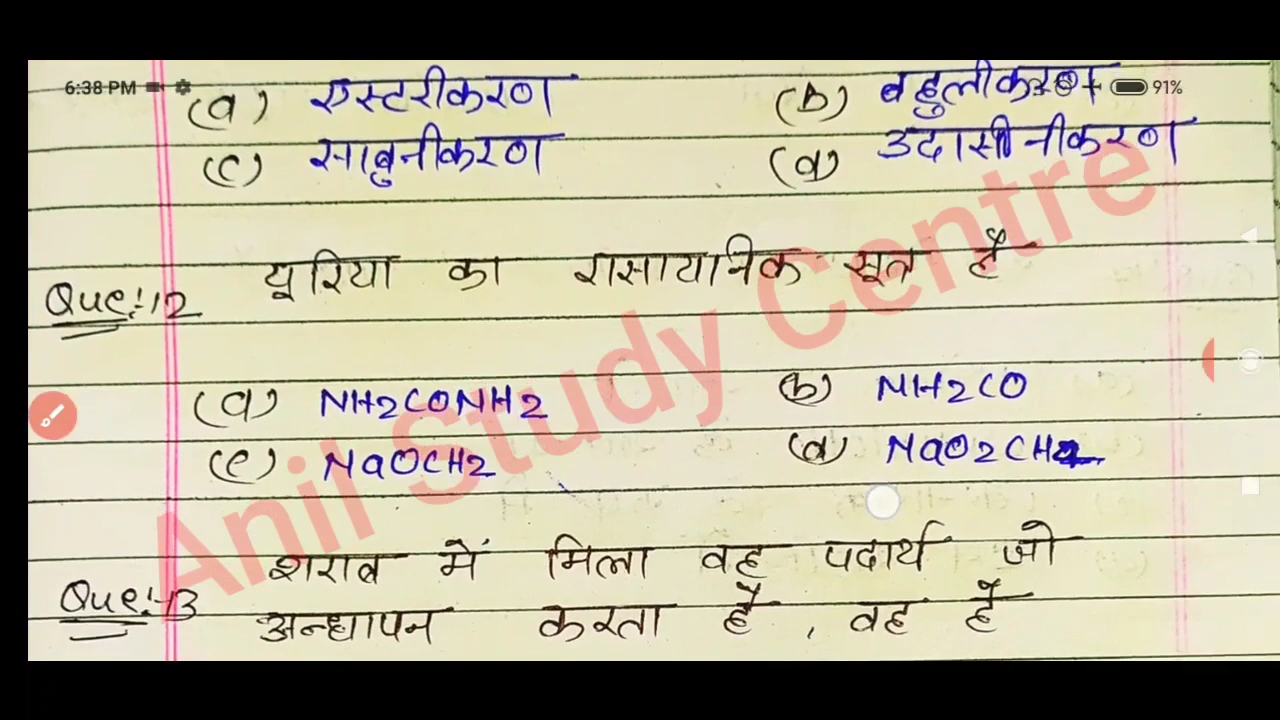 6:38 PM 91%
(a) एस्टरीकरण (b) बहुलीकरण
(c) साबुनीकरण (d) उदासीनीकरण
Que:12 यूरिया का रासायनिक सूत्र है
(a) NH2CONH2 (b) NH2CO
(c) NaOCH2 (d) NaO2CH2
Que:13 शराब में मिला वह पदार्थ जो
अन्धापन करता है, वह है
Anil Study Centre